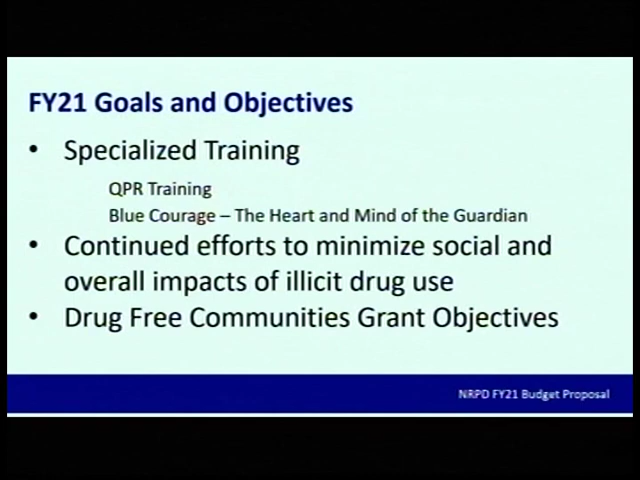 FY21 Goals and Objectives
• Specialized Training
QPR Training
Blue Courage – The Heart and Mind of the Guardian
• Continued efforts to minimize social and
overall impacts of illicit drug use
• Drug Free Communities Grant Objectives
NRPD FY21 Budget Proposal